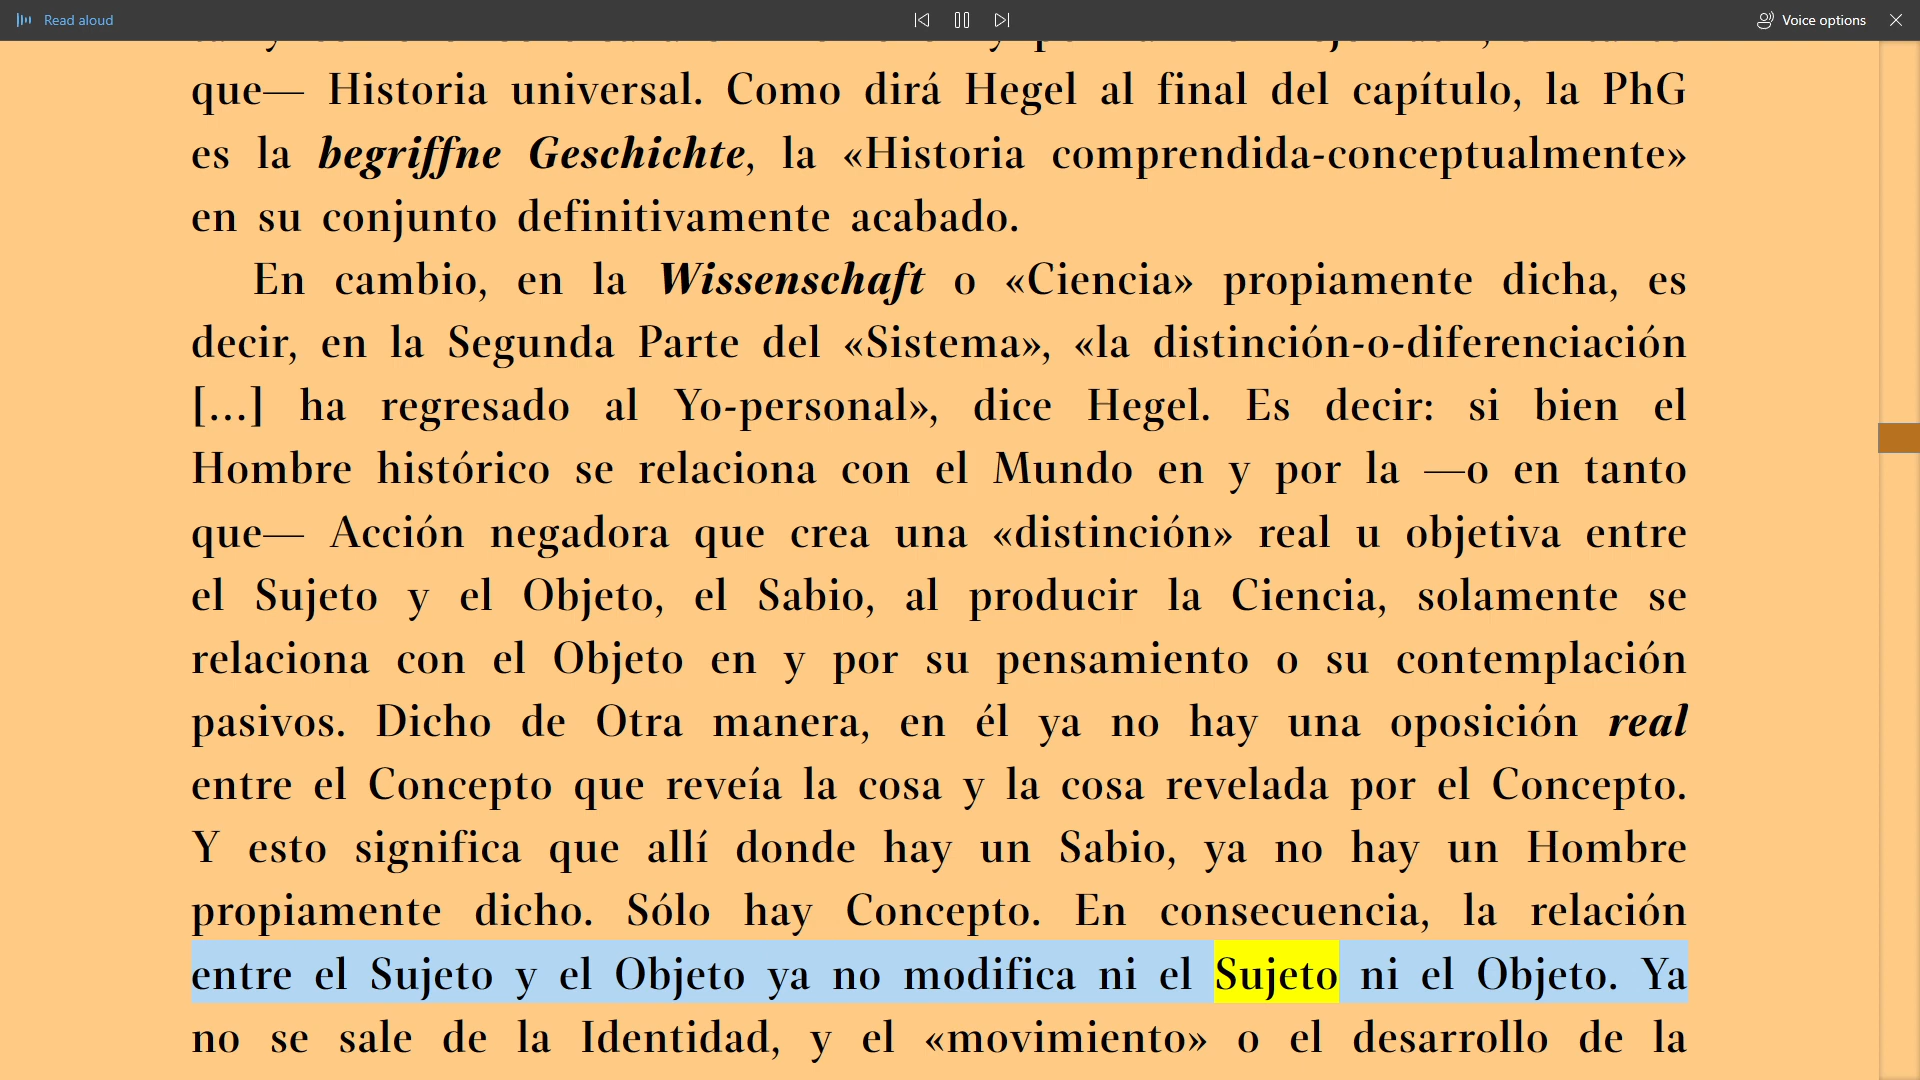 Read aloud
Voice options
que— Historia universal. Como dirá Hegel al final del capítulo, la PhG
es la begriffne Geschichte, la «Historia comprendida-conceptualmente»
en su conjunto definitivamente acabado.
En cambio, en la Wissenschaft o «Ciencia» propiamente dicha, es
decir, en la Segunda Parte del «Sistema», «la distinción-o-diferenciación
[...] ha regresado al Yo-personal», dice Hegel. Es decir: si bien el
Hombre histórico se relaciona con el Mundo en y por la —o en tanto
que— Acción negadora que crea una «distinción» real u objetiva entre
el Sujeto y el Objeto, el Sabio, al producir la Ciencia, solamente se
relaciona con el Objeto en y por su pensamiento o su contemplación
pasivos. Dicho de Otra manera, en él ya no hay una oposición real
entre el Concepto que reveía la cosa y la cosa revelada por el Concepto.
Y esto significa que allí donde hay un Sabio, ya no hay un Hombre
propiamente dicho. Sólo hay Concepto. En consecuencia, la relación
entre el Sujeto y el Objeto ya no modifica ni el Sujeto ni el Objeto. Ya
no se sale de la Identidad, y el «movimiento» o el desarrollo de la